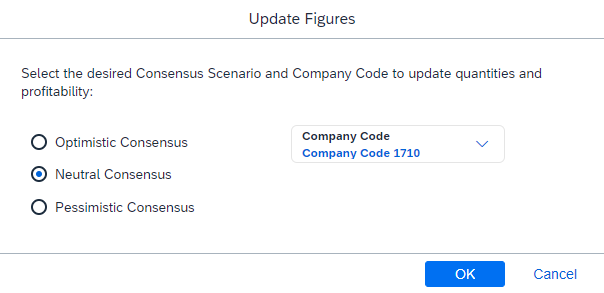 Update Figures
Select the desired Consensus Scenario and Company Code to update quantities and
profitability:
Optimistic Consensus
Neutral Consensus
Pessimistic Consensus
Company Code
Company Code 1710
OK
Cancel